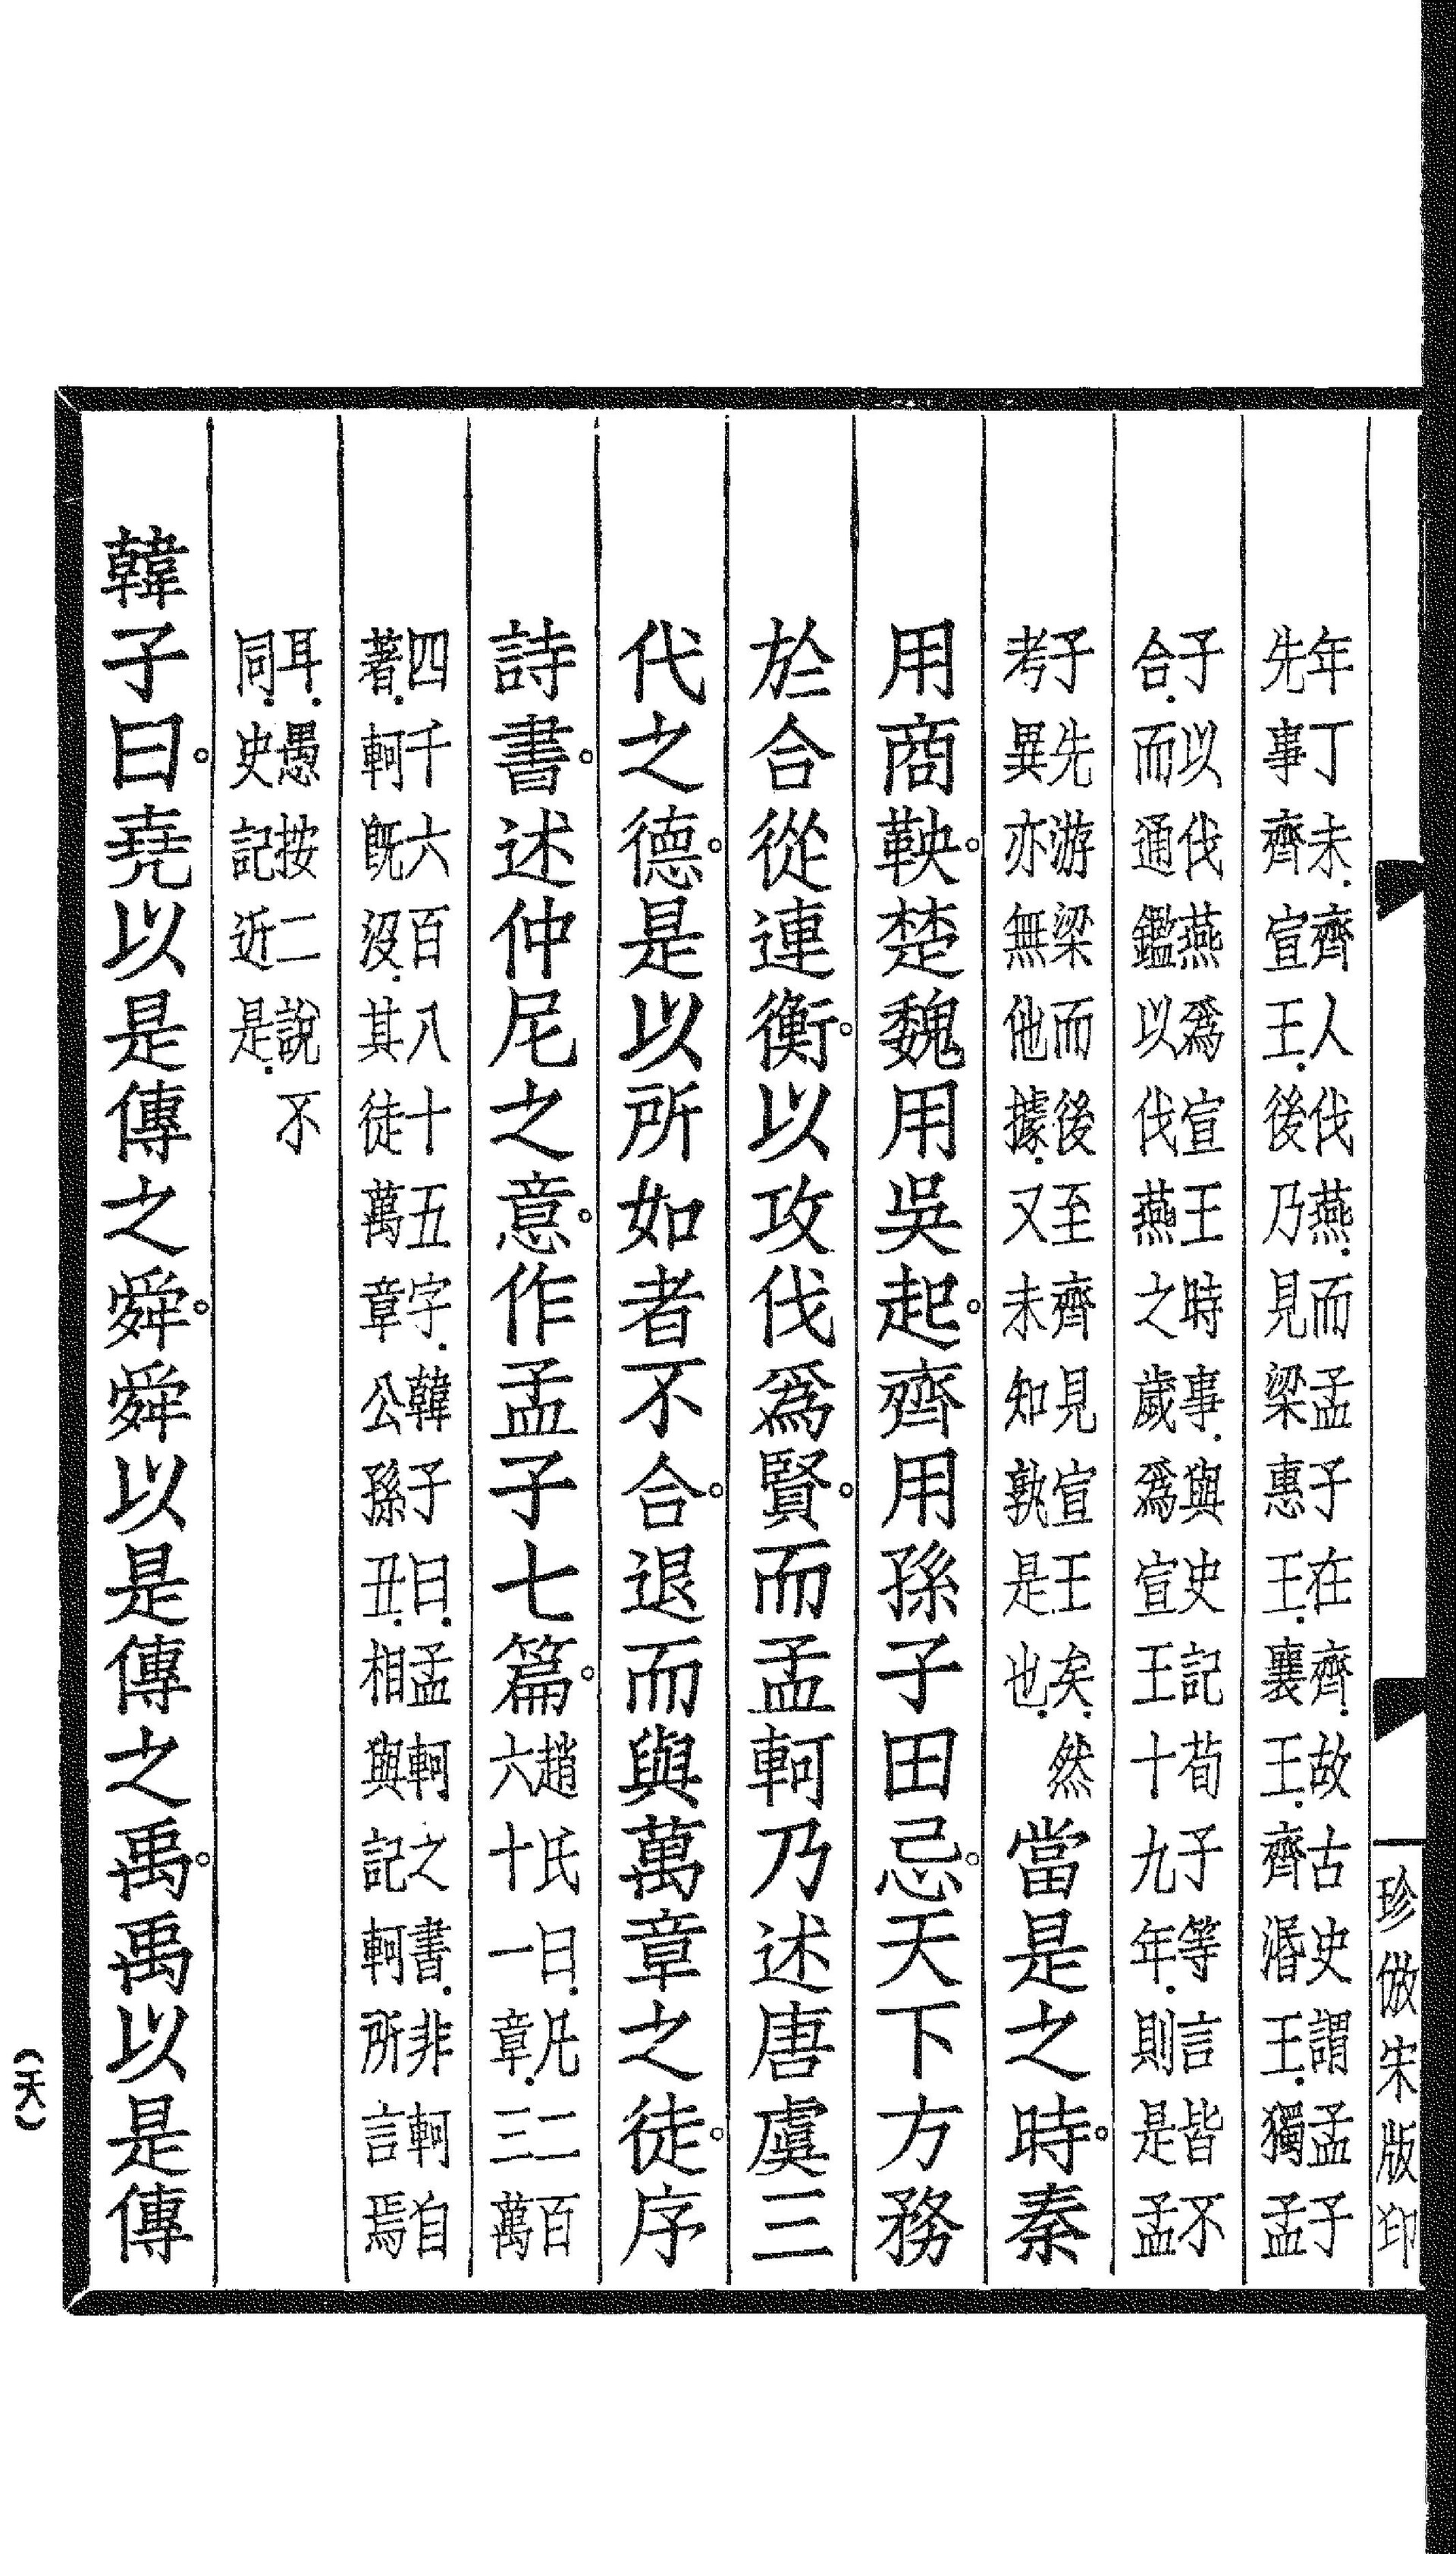 珍倣宋版印
年丁未.齊人伐燕.而孟子在齊.故古史謂孟子
先事齊宣王.後乃見梁惠王.襄王.齊湣王.獨孟
子以伐燕爲宣王時事.與史記荀子等言皆不
合.而通鑑以伐燕之歲爲宣王十九年.則是孟
子先游梁而後至齊見宣王矣.然
考異亦無他據.又未知孰是也.
當是之時。秦
用商鞅。楚魏用吳起。齊用孫子田忌。天下方務
於合從連衡。以攻伐爲賢。而孟軻乃述唐虞三
代之德。是以所如者不合。退而與萬章之徒。序
詩書。述仲尼之意。作孟子七篇。
趙氏曰.凡二百
六十一章.三萬
四千六百八十五字.韓子曰.孟軻之書.非軻自
著.軻既沒.其徒萬章公孫丑.相與記軻所言焉
耳.愚按二說不
同.史記近是.
韓子曰。堯以是傳之舜。舜以是傳之禹。禹以是傳
(天)